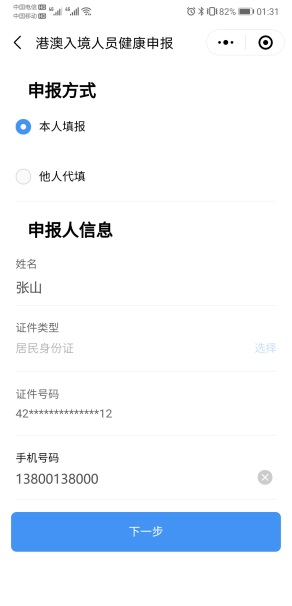 中国电信 HD
中国移动 HD
82% 01:31
港澳入境人员健康申报
申报方式
本人填报
他人代填
申报人信息
姓名
张山
证件类型
居民身份证 选择
证件号码
42**************12
手机号码
13800138000
下一步